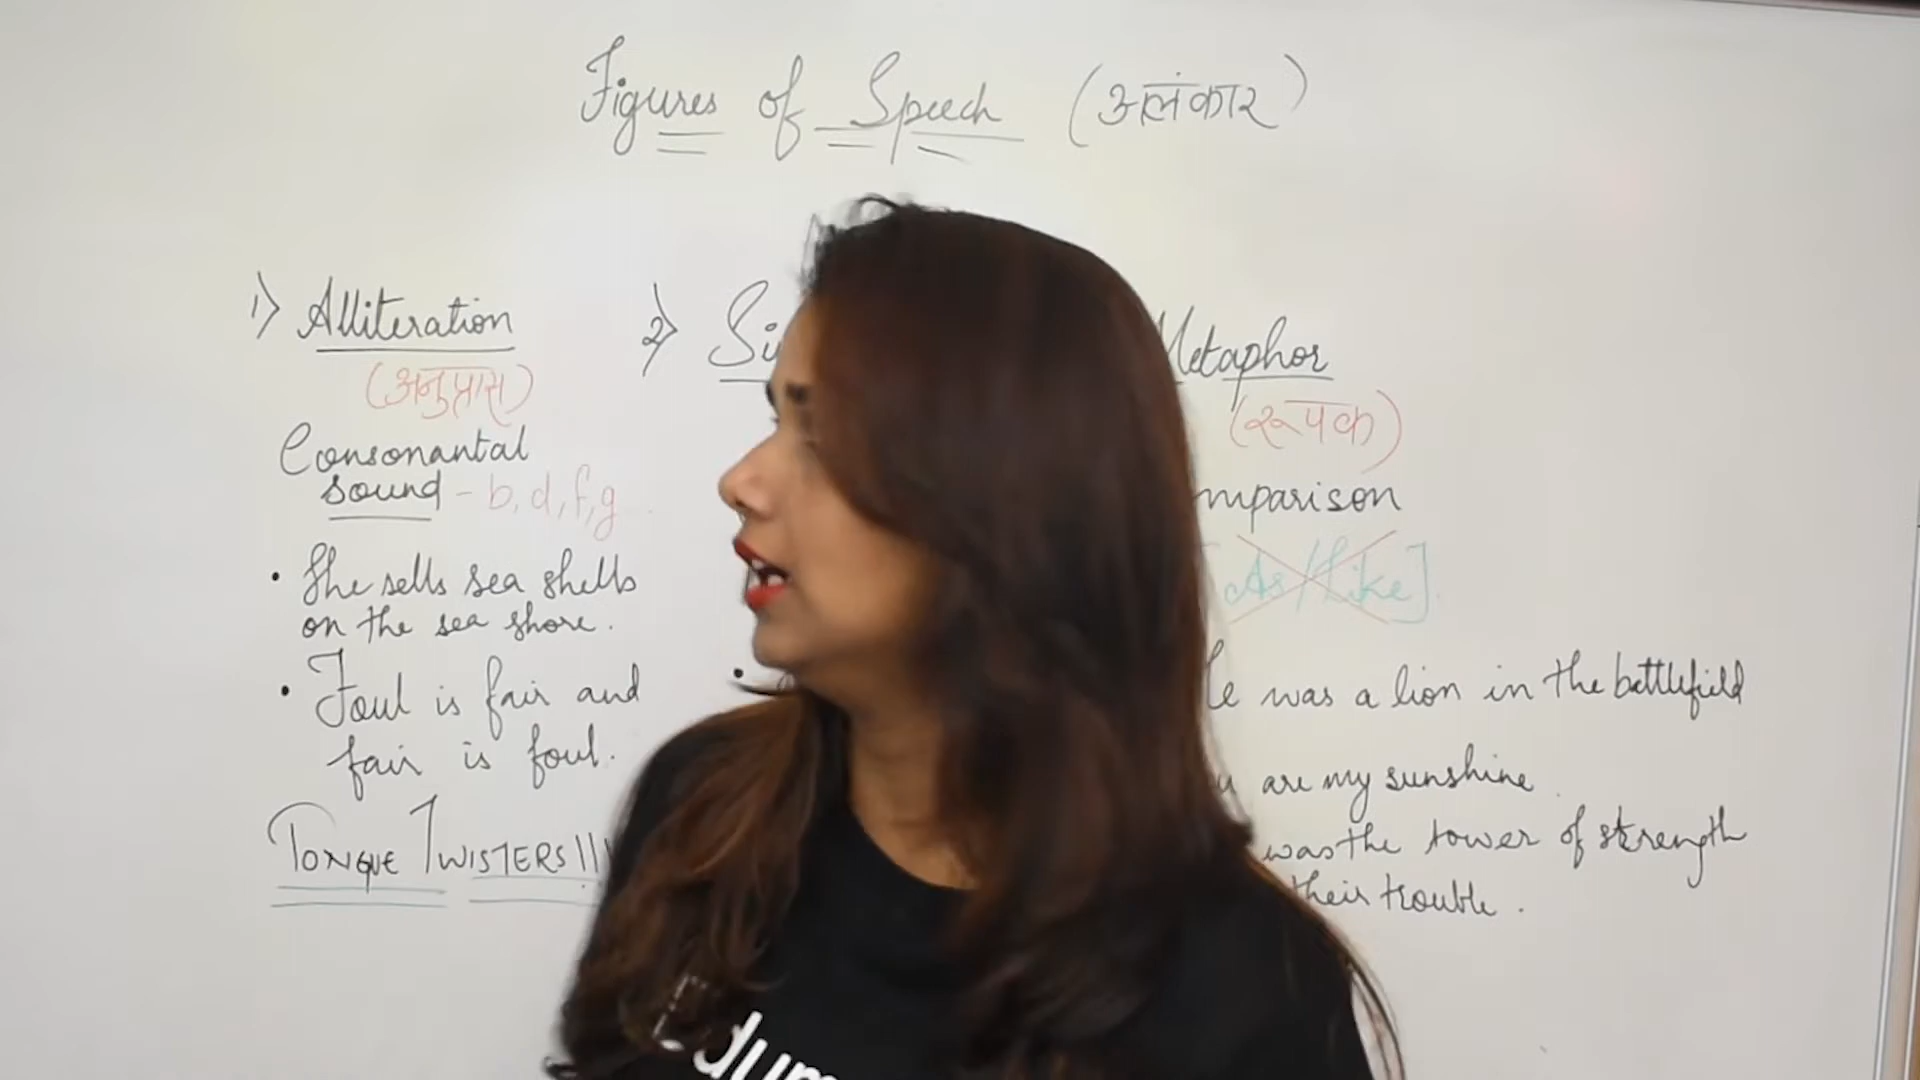 Figures of Speech (अलंकार)
1) Alliteration
(अनुप्रास)
Consonantal
sound - b, d, f, g
• She sells sea shells
on the sea shore.
• Foul is fair and
fair is foul.
TONGUE TWISTERS!!!
2) Si
Metaphor
(रूपक)
mparison
[As/Like].
was a lion in the battlefield
are my sunshine.
was the tower of strength
their trouble.
dum